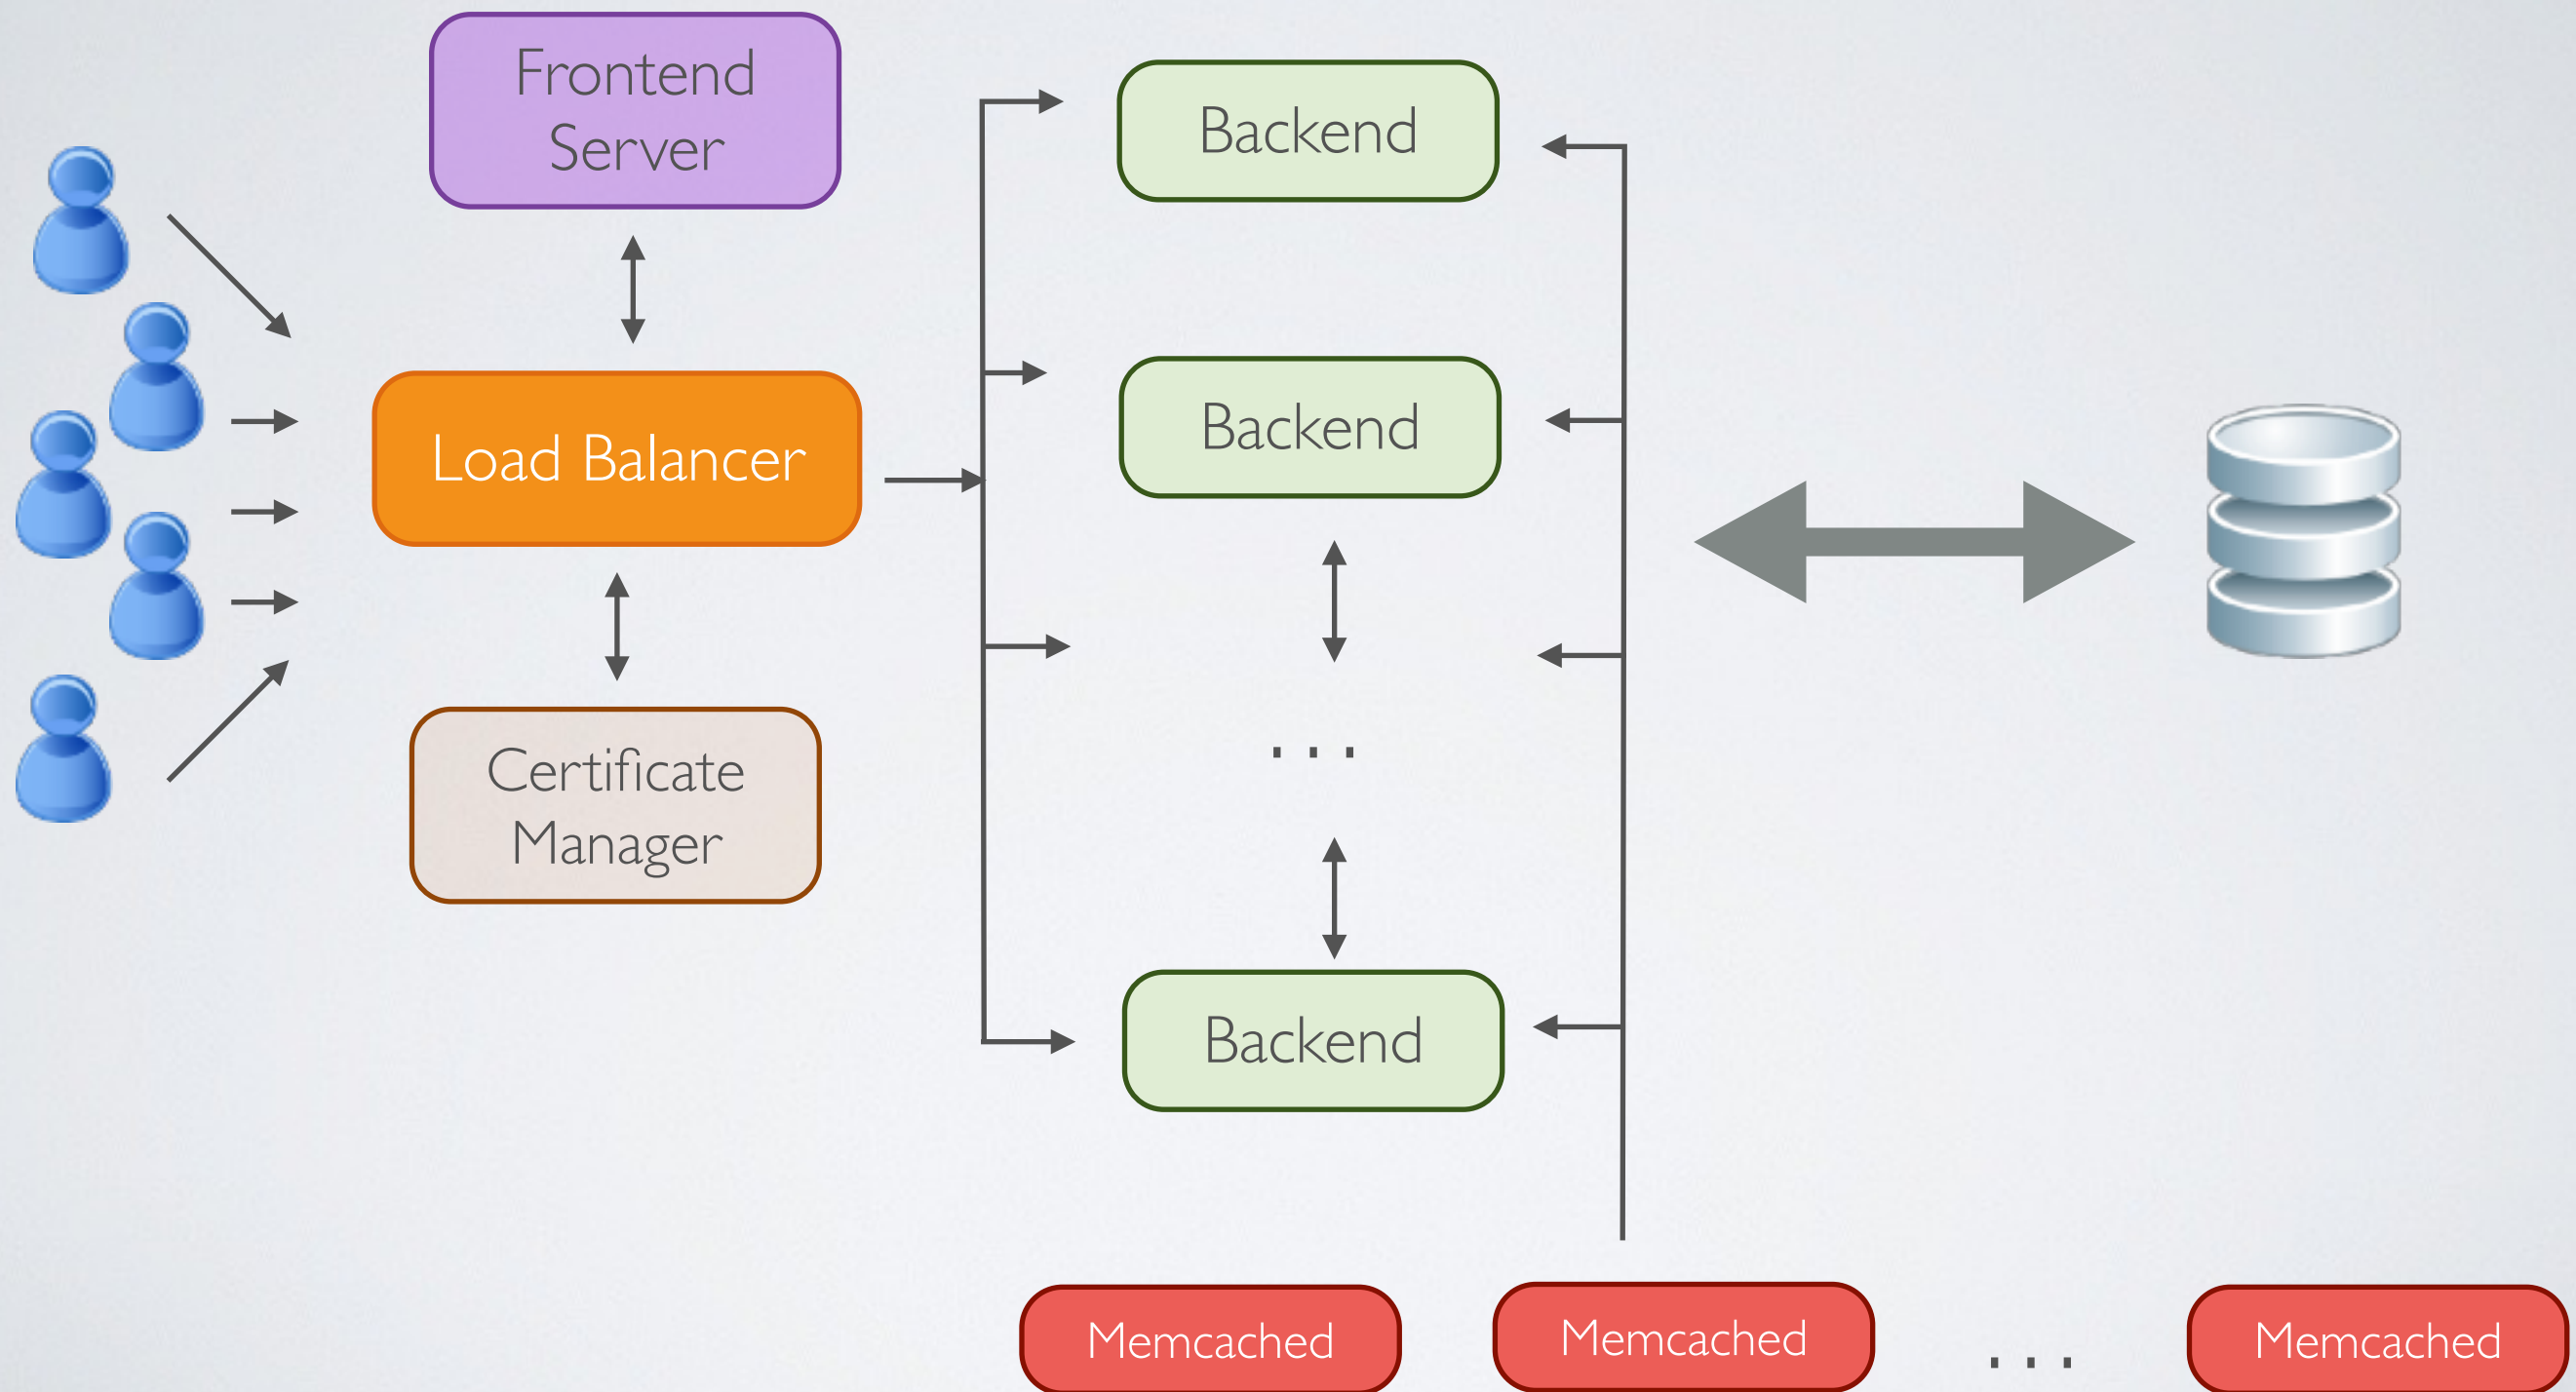 Frontend
Server
Load Balancer
Certificate
Manager
Backend
Backend
...
Backend
Memcached
Memcached
...
Memcached